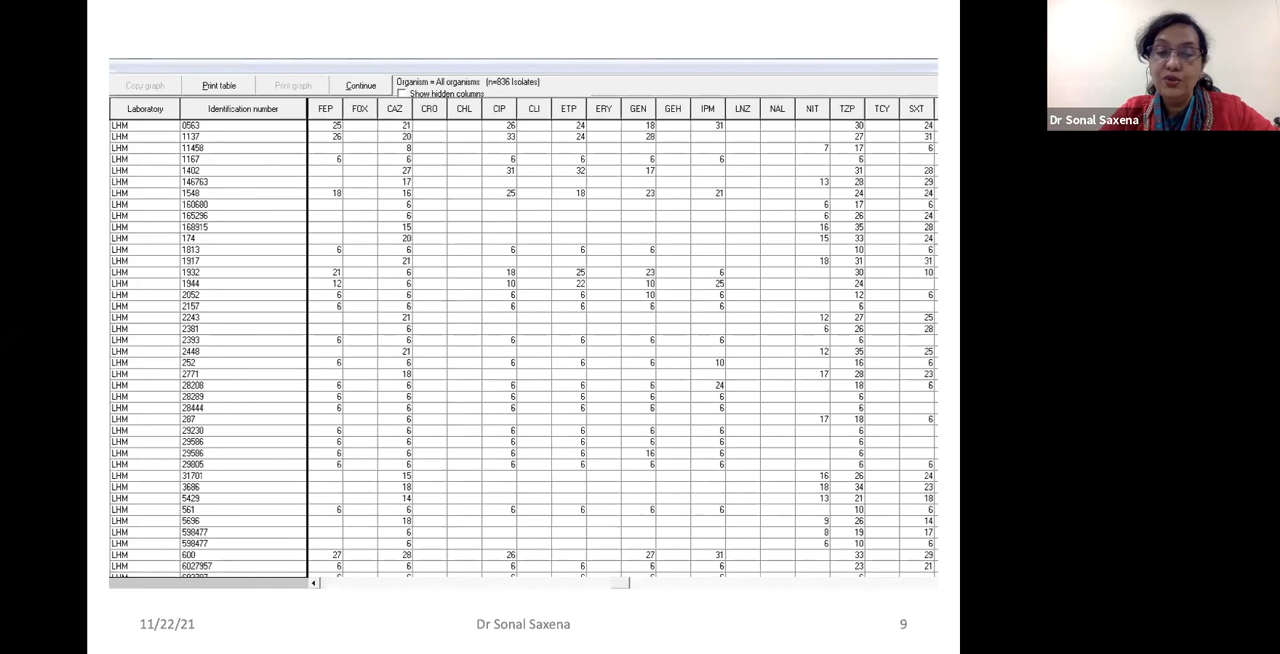 Copy graph Print table Print graph Continue Organism = All organisms (n=836 Isolates)
Show hidden columns
Laboratory Identification number FEP FOX CAZ CRO CHL CIP CLI ETP ERY GEN GEH IPM LNZ NAL NIT TZP TCY SXT
LHM 0563 25 21 26 24 18 31 30 24
LHM 1137 26 20 33 24 28 27 31
LHM 11458 8 7 17 6
LHM 1167 6 6 6 6 6 6 6
LHM 1402 27 31 32 17 31 28
LHM 146763 17 13 28 29
LHM 1548 18 16 25 18 23 21 24 24
LHM 160680 6 6 17 6
LHM 165296 6 6 26 24
LHM 168915 15 16 35 28
LHM 174 20 15 33 24
LHM 1813 6 6 6 6 6 10 6
LHM 1917 21 18 31 31
LHM 1932 21 6 18 25 23 6 30 10
LHM 1944 12 6 10 22 10 25 24
LHM 2052 6 6 6 6 10 6 12 6
LHM 2157 6 6 6 6 6 6 6
LHM 2243 21 12 27 25
LHM 2381 6 6 26 28
LHM 2393 6 6 6 6 6 6 6
LHM 2448 21 12 35 25
LHM 252 6 6 6 6 6 10 16 6
LHM 2771 18 17 28 23
LHM 28208 6 6 6 6 6 24 18 6
LHM 28289 6 6 6 6 6 6 6
LHM 28444 6 6 6 6 6 6 6
LHM 287 6 17 18 6
LHM 29230 6 6 6 6 6 6 6
LHM 29586 6 6 6 6 6 6 6
LHM 29586 6 6 6 6 16 6 6
LHM 29805 6 6 6 6 6 6 6 6
LHM 31701 15 16 26 24
LHM 3686 18 18 34 23
LHM 5429 14 13 21 18
LHM 561 6 6 6 6 6 6 10 6
LHM 5696 18 9 26 14
LHM 598477 6 8 19 17
LHM 598477 6 6 10 6
LHM 600 27 28 26 27 31 33 29
LHM 6027957 6 6 6 6 6 6 23 21
11/22/21 Dr Sonal Saxena 9
Dr Sonal Saxena